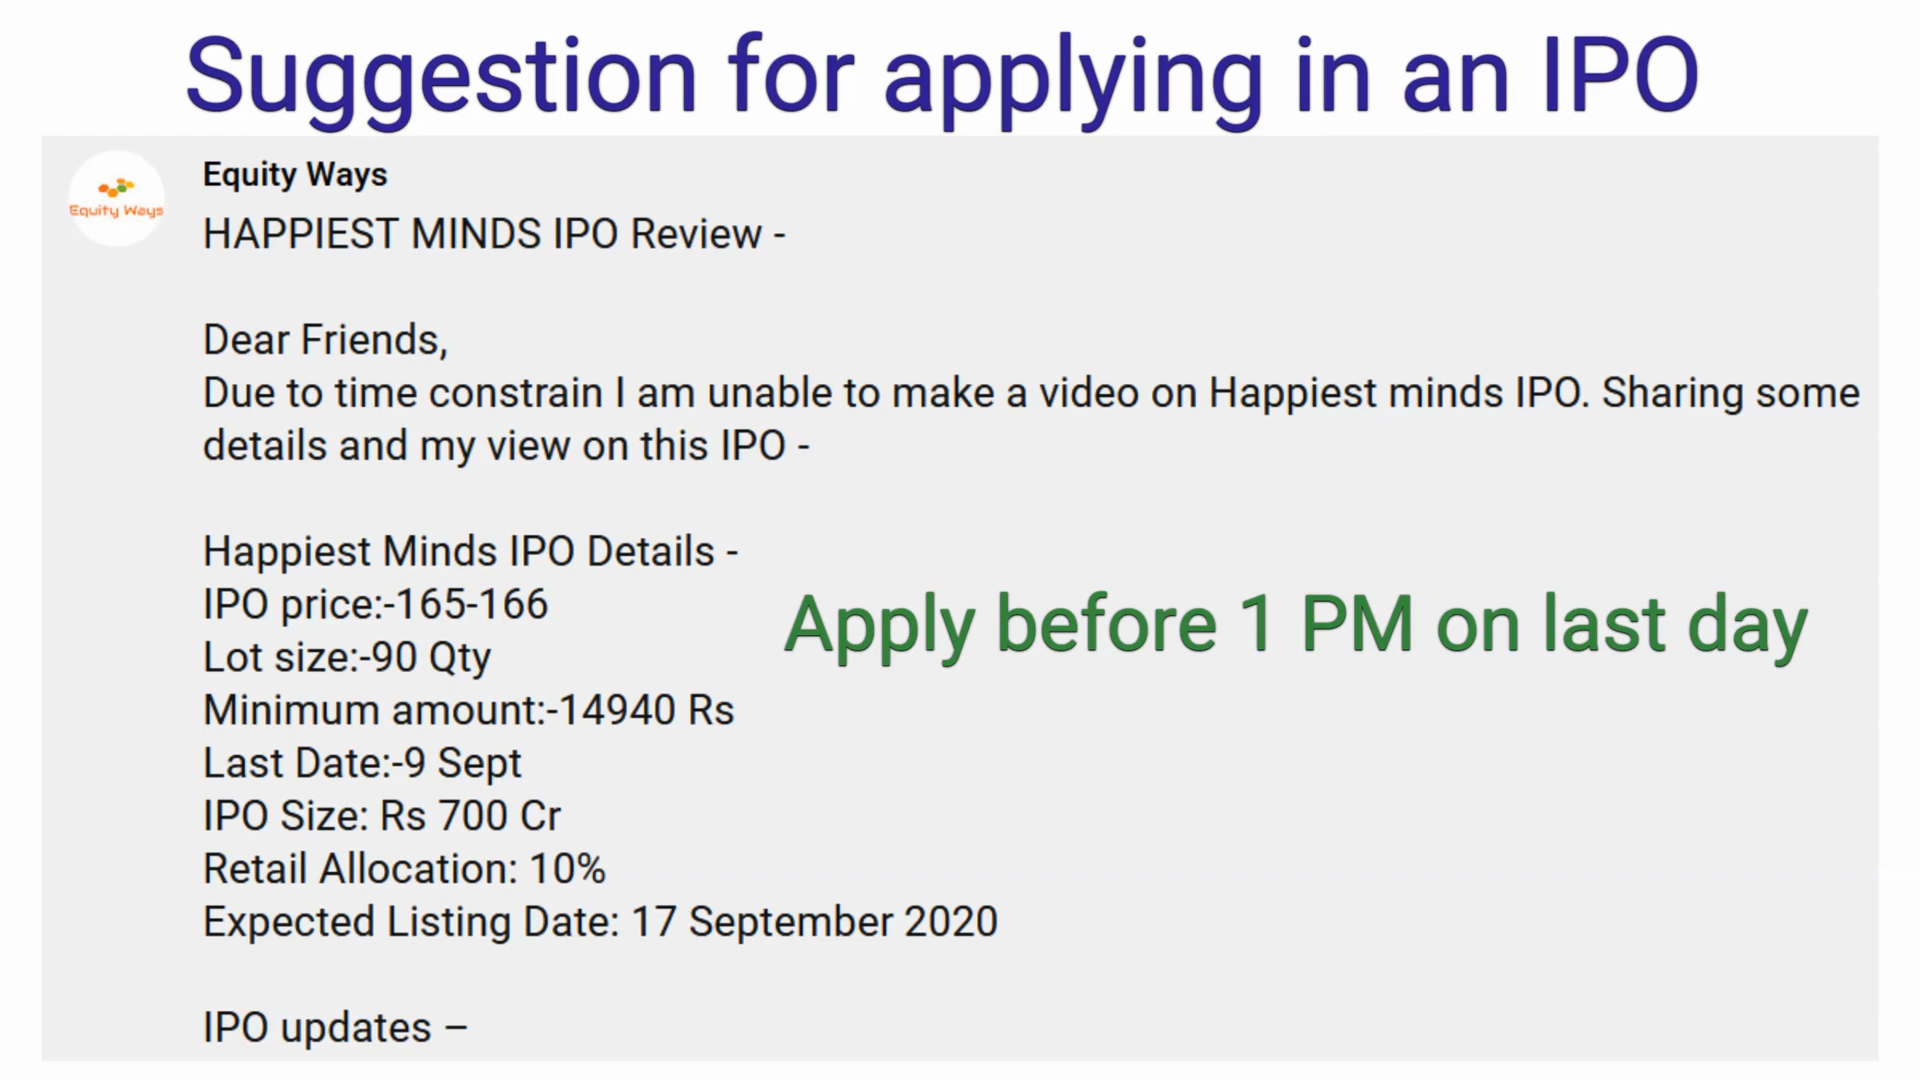 Suggestion for applying in an IPO
Equity Ways
Equity Ways
HAPPIEST MINDS IPO Review -
Dear Friends,
Due to time constrain I am unable to make a video on Happiest minds IPO. Sharing some
details and my view on this IPO -
Happiest Minds IPO Details -
IPO price:-165-166
Apply before 1 PM on last day
Lot size:-90 Qty
Minimum amount:-14940 Rs
Last Date:-9 Sept
IPO Size: Rs 700 Cr
Retail Allocation: 10%
Expected Listing Date: 17 September 2020
IPO updates –